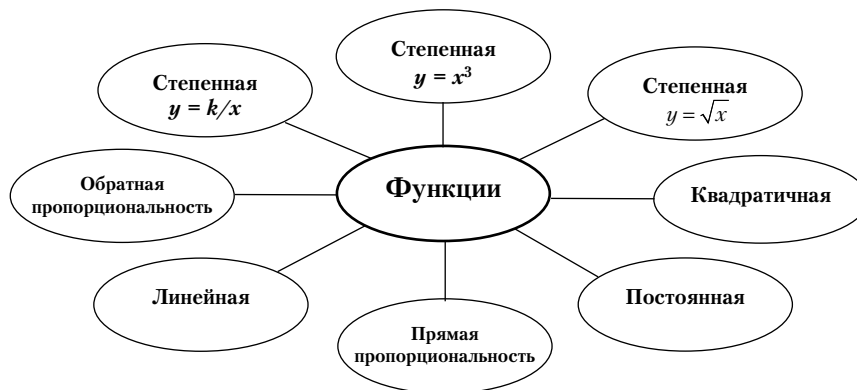 Степенная
y = x³
Степенная
y = k/x
Степенная
y = √x
Обратная
пропорциональность
Функции
Квадратичная
Линейная
Постоянная
Прямая
пропорциональность